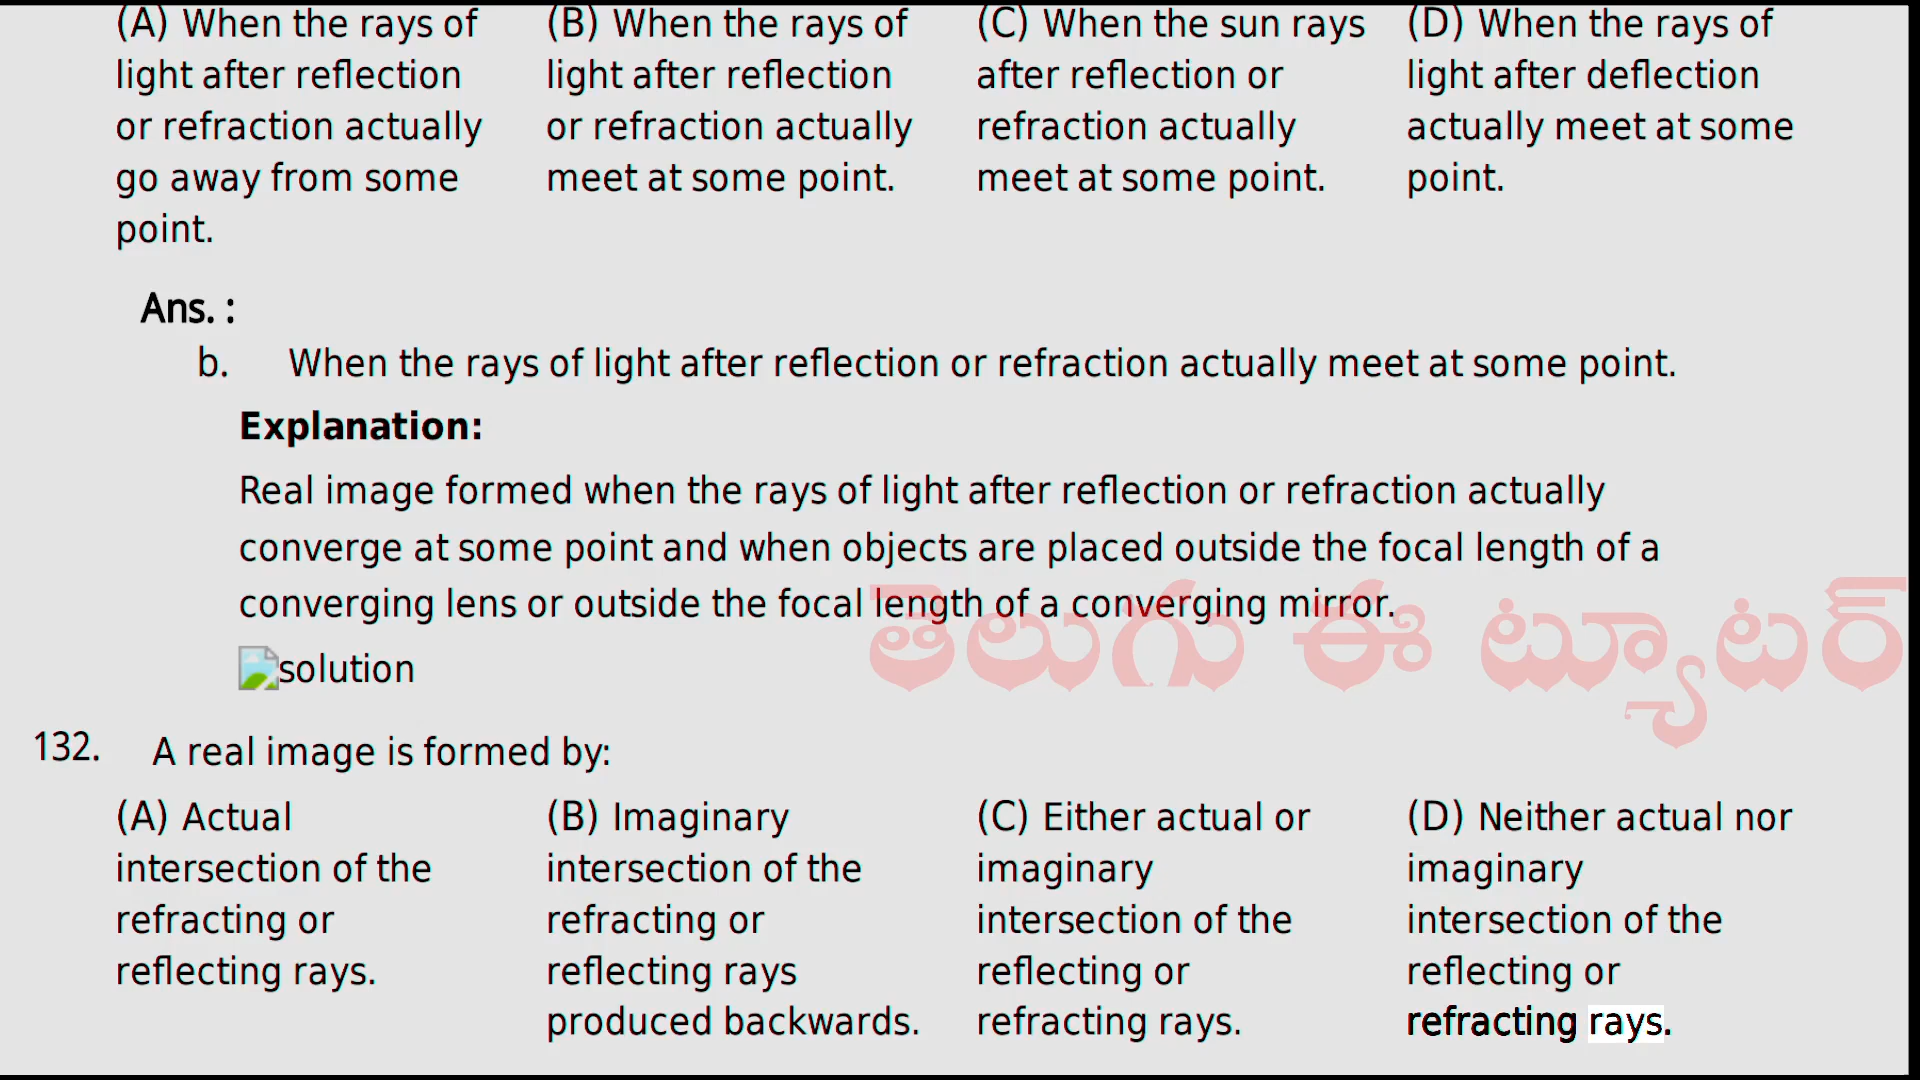 (A) When the rays of light after reflection or refraction actually go away from some point.
(B) When the rays of light after reflection or refraction actually meet at some point.
(C) When the sun rays after reflection or refraction actually meet at some point.
(D) When the rays of light after deflection actually meet at some point.
Ans. :
b. When the rays of light after reflection or refraction actually meet at some point.
Explanation:
Real image formed when the rays of light after reflection or refraction actually
converge at some point and when objects are placed outside the focal length of a
converging lens or outside the focal length of a converging mirror.
తెలుగు ఈ ట్యూటర్
solution
132. A real image is formed by:
(A) Actual intersection of the refracting or reflecting rays.
(B) Imaginary intersection of the refracting or reflecting rays produced backwards.
(C) Either actual or imaginary intersection of the reflecting or refracting rays.
(D) Neither actual nor imaginary intersection of the reflecting or refracting rays.